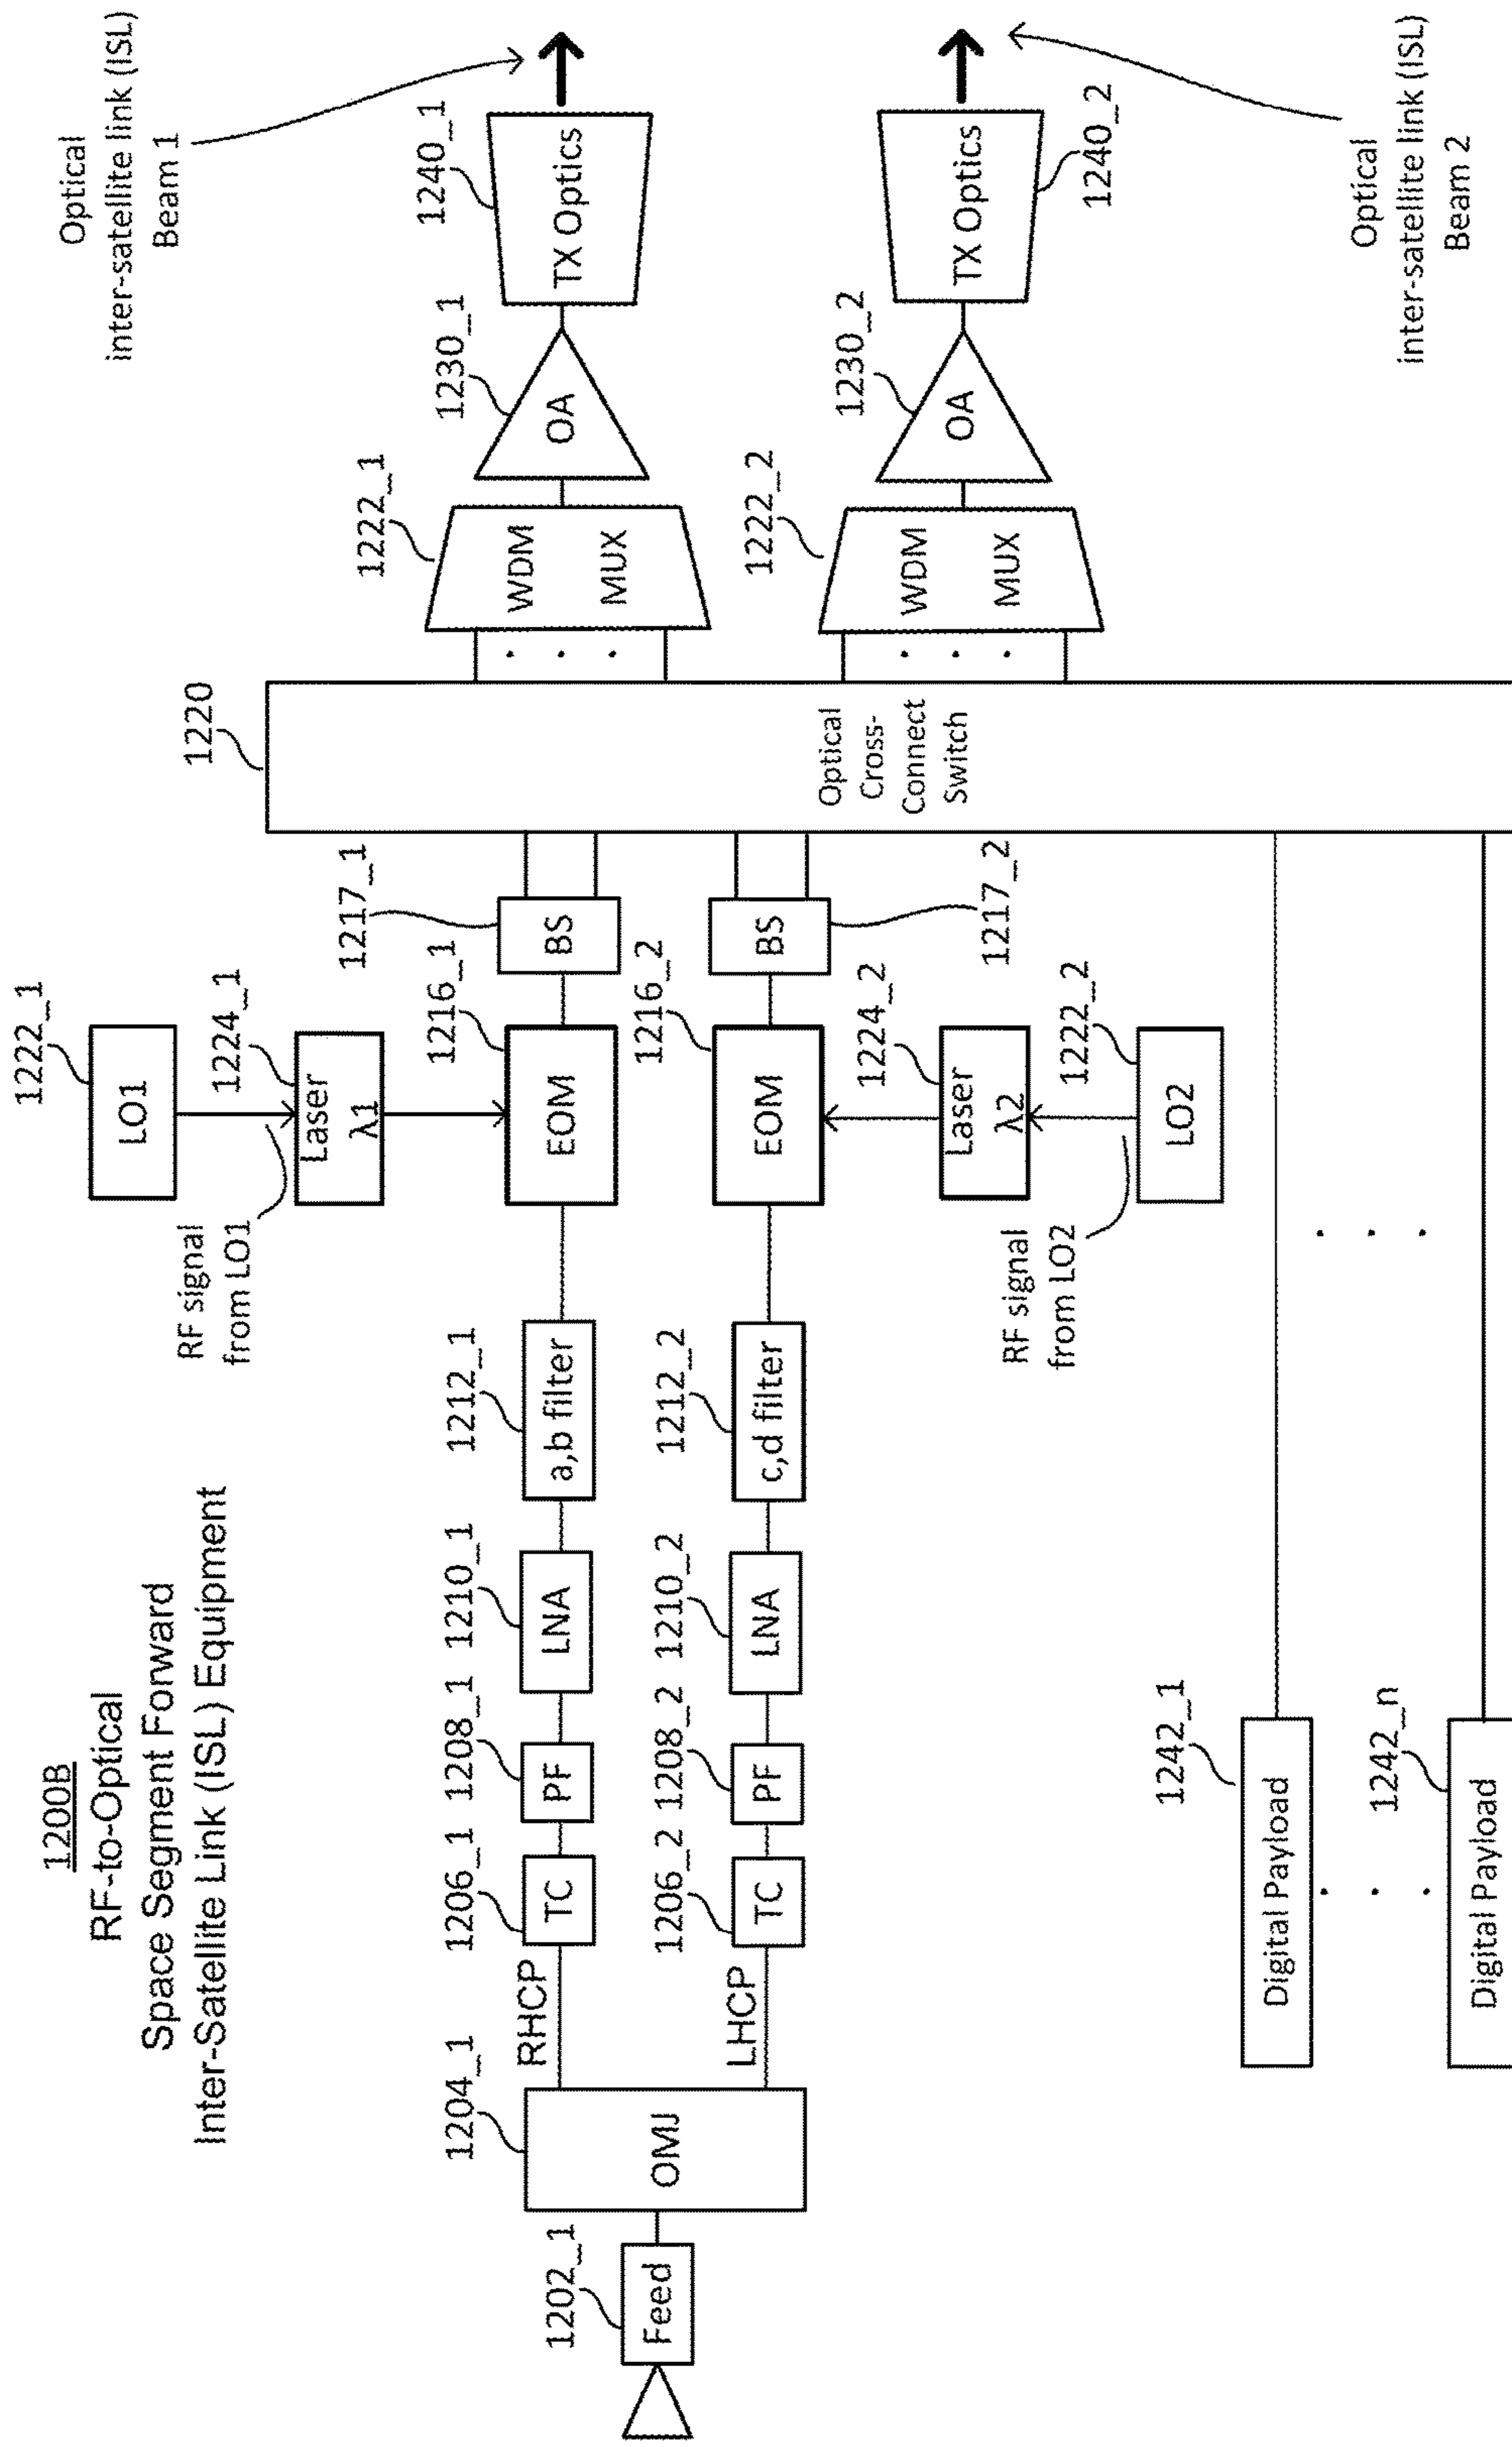 1200B
RF-to-Optical
Space Segment Forward
Inter-Satellite Link (ISL) Equipment
1222_1
LO1
RF signal
from LO1
1224_1
Laser
λ1
Optical
inter-satellite link (ISL)
Beam 1
1202_1
Feed
1204_1
OMJ
RHCP
1206_1
TC
1208_1
PF
1210_1
LNA
1212_1
a,b filter
1216_1
EOM
1217_1
BS
1220
Optical
Cross-
Connect
Switch
1222_1
WDM
MUX
1230_1
OA
1240_1
TX Optics
LHCP
1206_2
TC
1208_2
PF
1210_2
LNA
1212_2
c,d filter
1216_2
EOM
BS
1217_2
1222_2
WDM
MUX
1230_2
OA
TX Optics
1240_2
1224_2
Laser
λ2
RF signal
from LO2
1222_2
LO2
1242_1
Digital Payload
1242_n
Digital Payload
Optical
inter-satellite link (ISL)
Beam 2